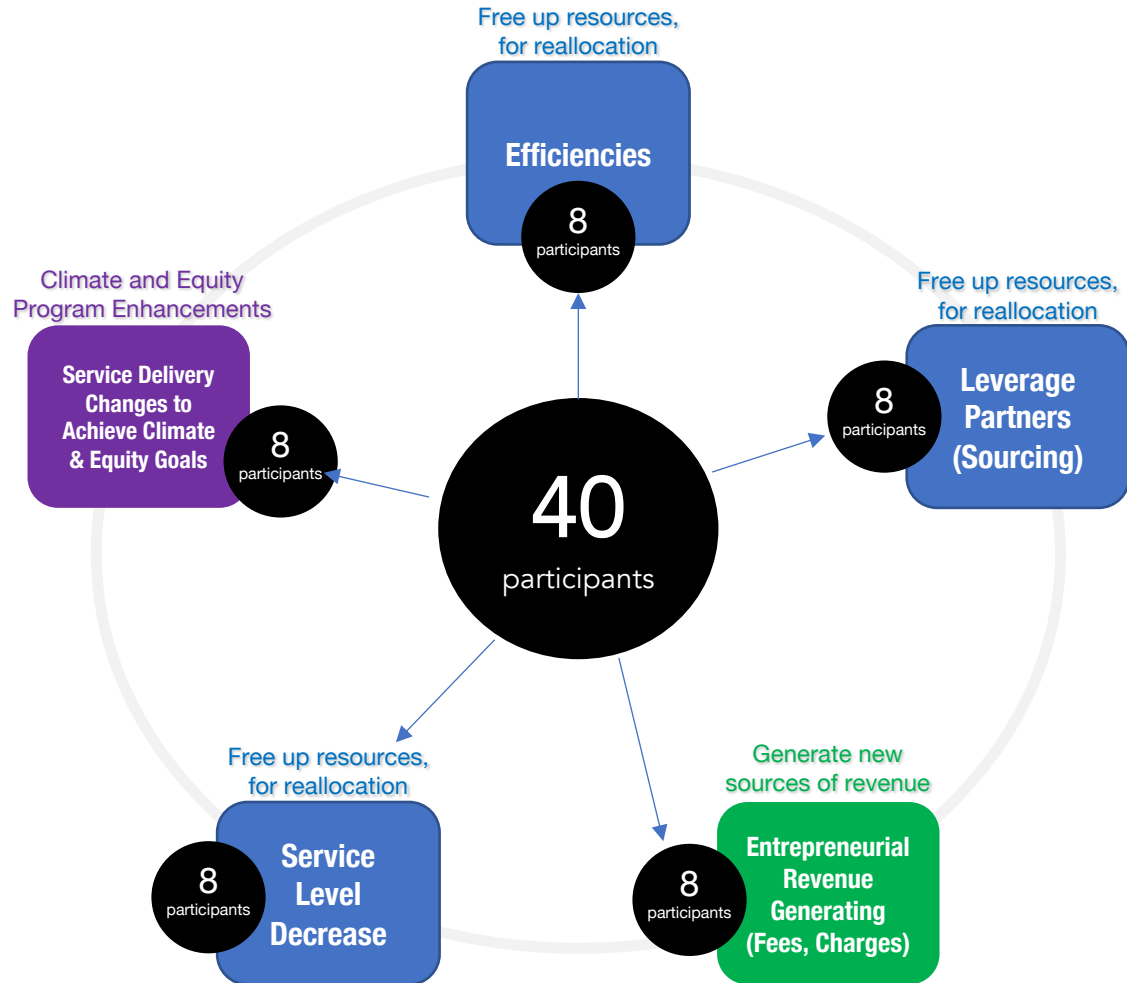 Free up resources,
for reallocation
Efficiencies
8
participants
Climate and Equity
Program Enhancements
Service Delivery
Changes to
Achieve Climate
& Equity Goals
8
participants
Free up resources,
for reallocation
Leverage
Partners
(Sourcing)
8
participants
40
participants
Free up resources,
for reallocation
Service
Level
Decrease
8
participants
Generate new
sources of revenue
Entrepreneurial
Revenue
Generating
(Fees, Charges)
8
participants